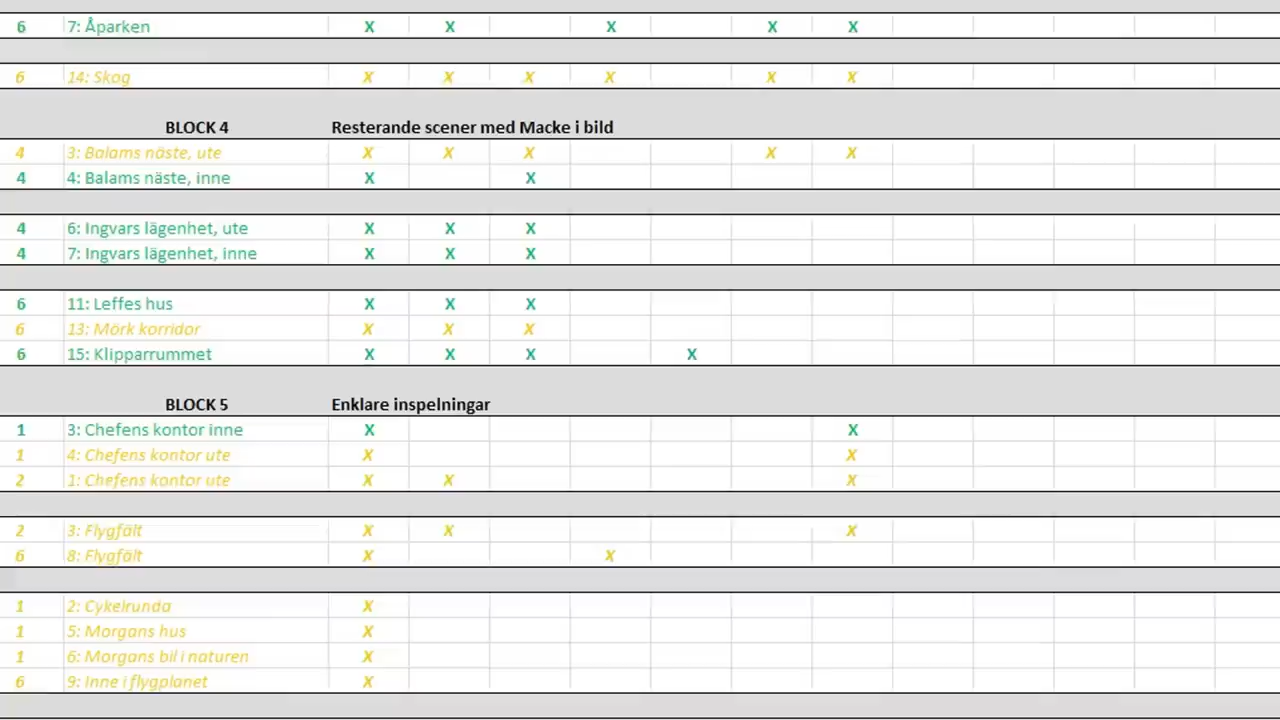 6 7: Åparken X X X X X
6 14: Skog X X X X X X
BLOCK 4 Resterande scener med Macke i bild
4 3: Balams näste, ute X X X X X
4 4: Balams näste, inne X X
4 6: Ingvars lägenhet, ute X X X
4 7: Ingvars lägenhet, inne X X X
6 11: Leffes hus X X X
6 13: Mörk korridor X X X
6 15: Klipparrummet X X X X
BLOCK 5 Enklare inspelningar
1 3: Chefens kontor inne X X
1 4: Chefens kontor ute X X
2 1: Chefens kontor ute X X X
2 3: Flygfält X X X
6 8: Flygfält X X
1 2: Cykelrunda X
1 5: Morgans hus X
1 6: Morgans bil i naturen X
6 9: Inne i flygplanet X